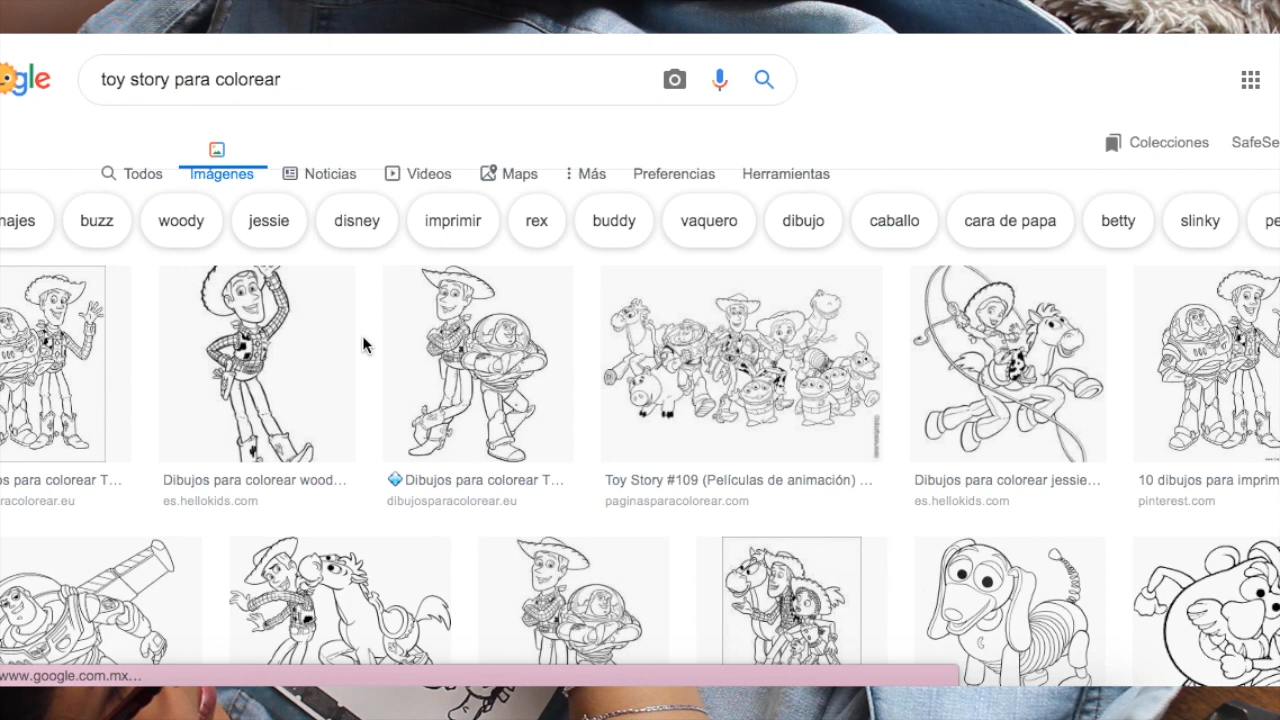 gle
toy story para colorear
Colecciones SafeSe
Todos Imágenes Noticias Videos Maps Más Preferencias Herramientas
najes buzz woody jessie disney imprimir rex buddy vaquero dibujo caballo cara de papa betty slinky pe
os para colorear T... Dibujos para colorear wood... Dibujos para colorear T... Toy Story #109 (Películas de animación) ... Dibujos para colorear jessie... 10 dibujos para imprim
racolorear.eu es.hellokids.com dibujosparacolorear.eu paginasparacolorear.com es.hellokids.com pinterest.com
www.google.com.mx...